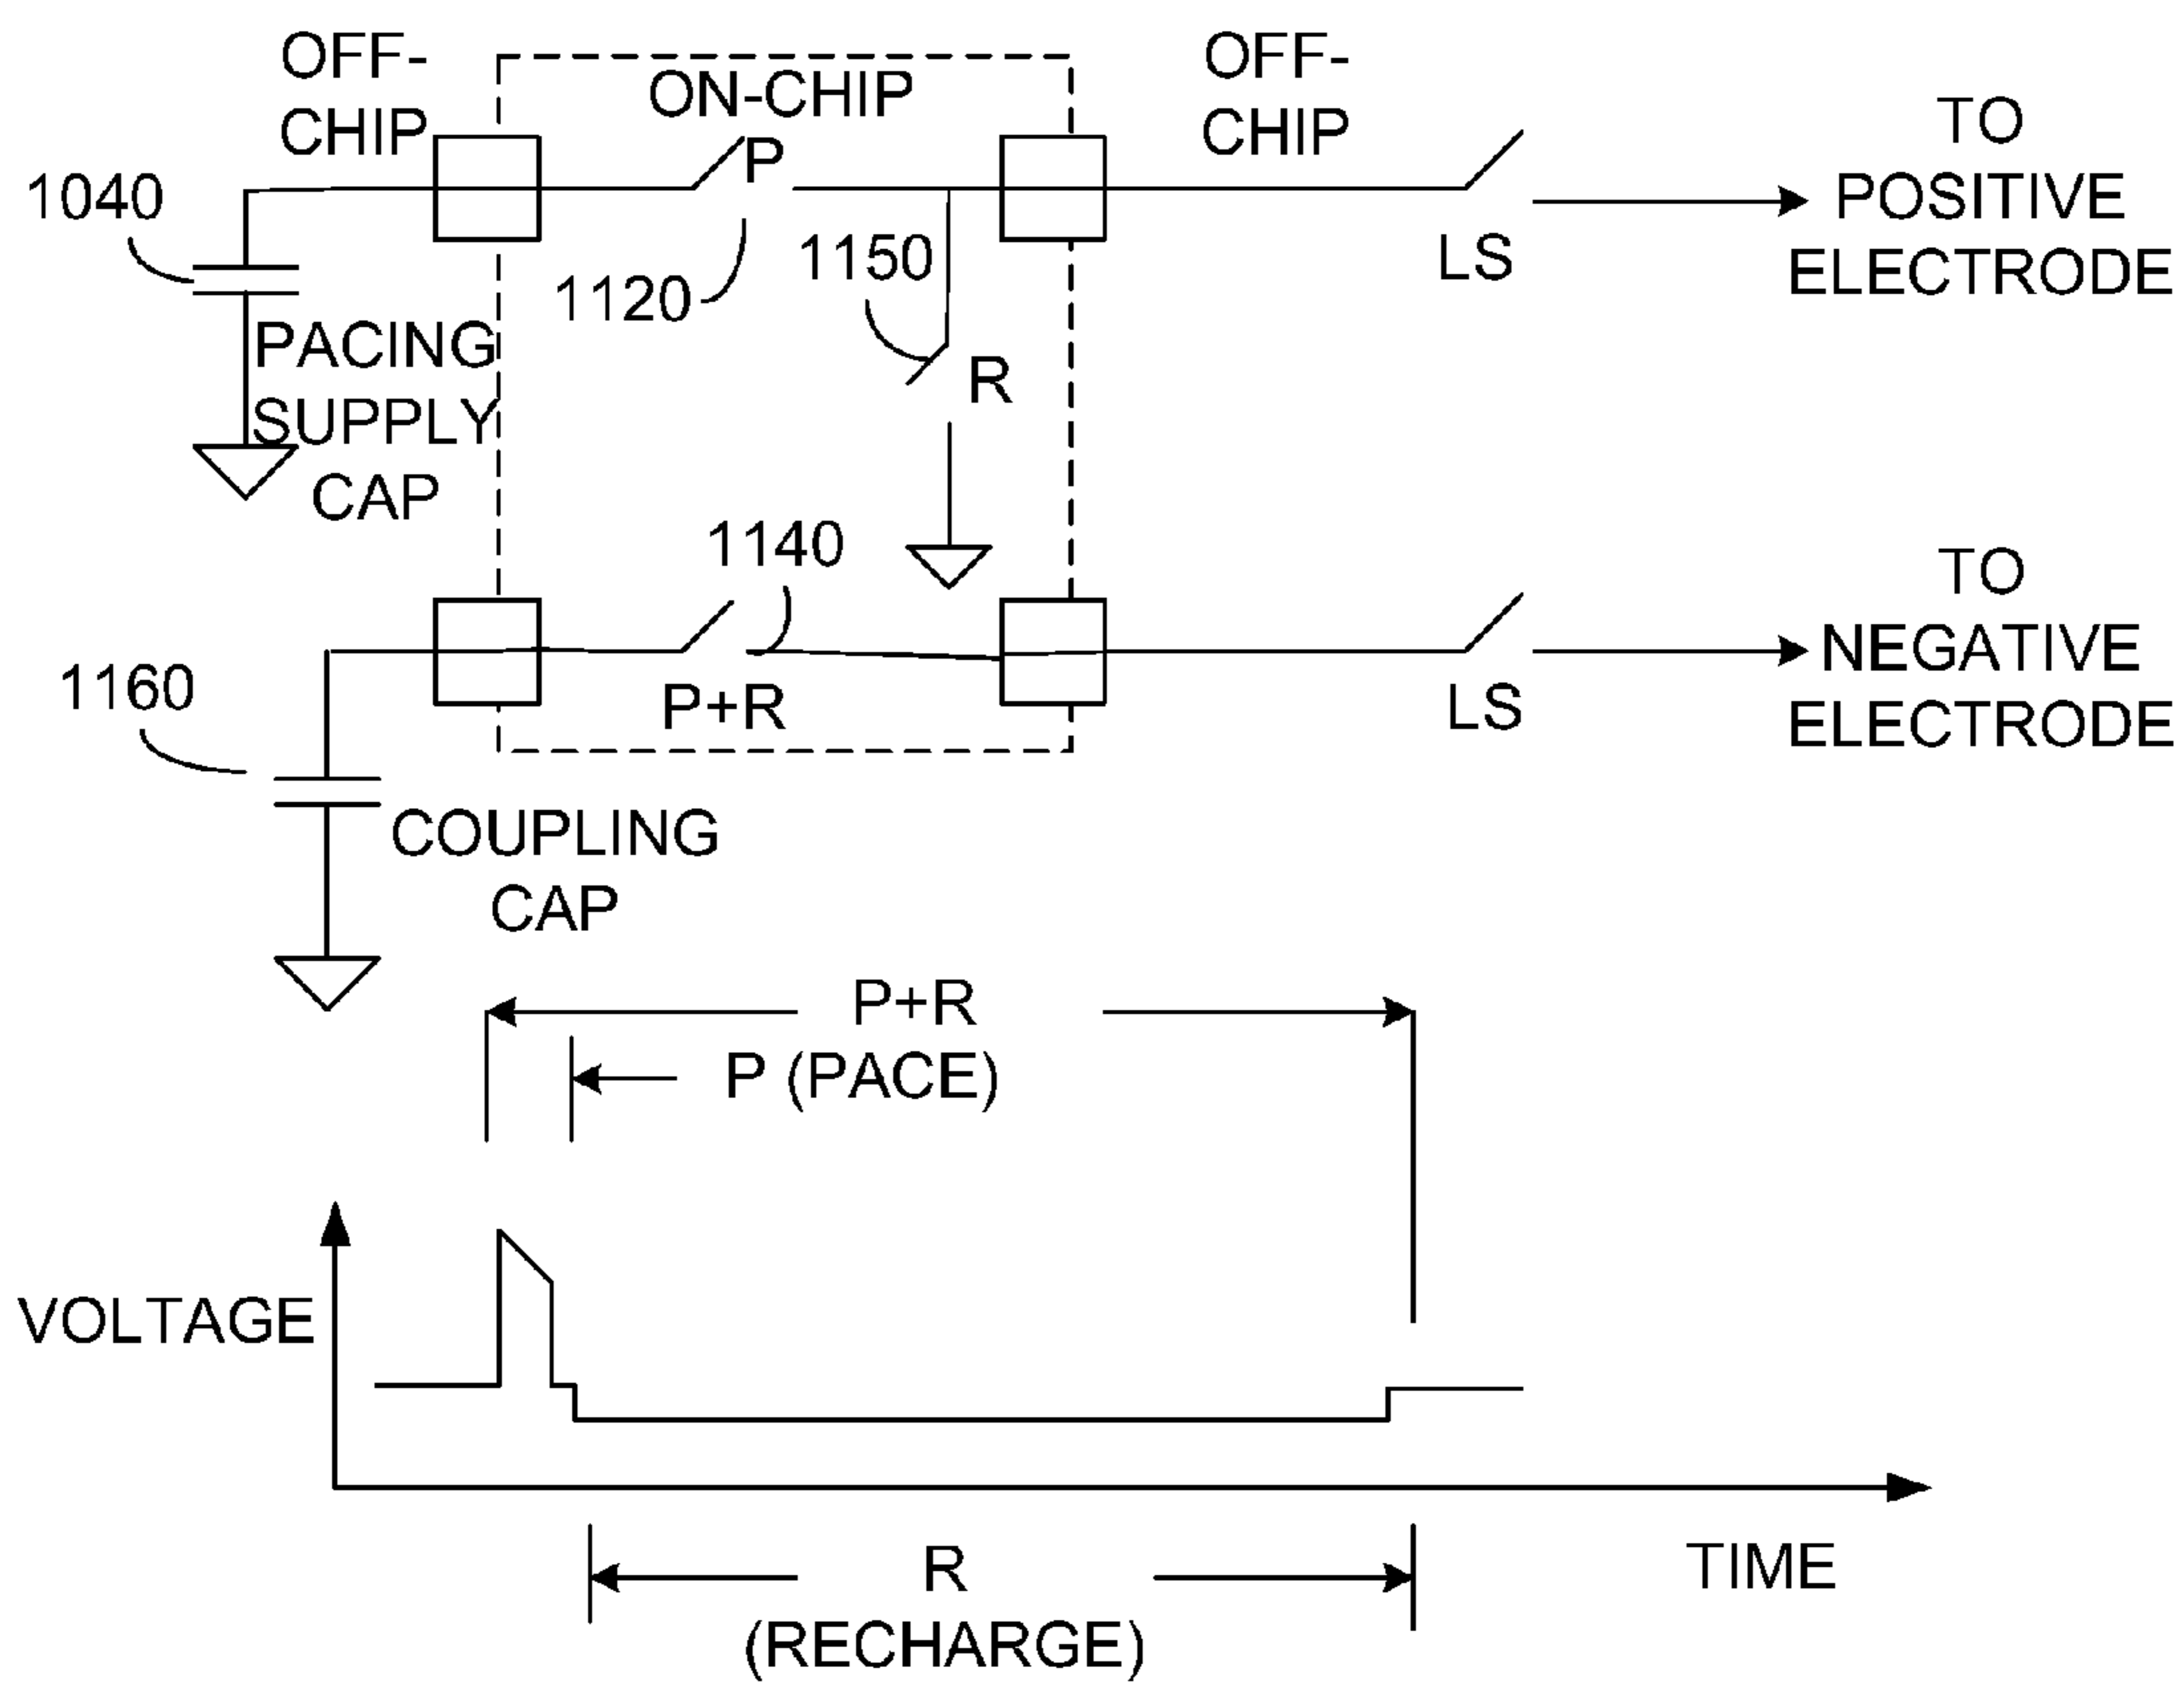 OFF-
CHIP
ON-CHIP
OFF-
CHIP
TO
POSITIVE
ELECTRODE
1040
P
1120
1150
LS
PACING
SUPPLY
CAP
R
1140
TO
NEGATIVE
ELECTRODE
1160
P+R
LS
COUPLING
CAP
P+R
P (PACE)
VOLTAGE
TIME
R
(RECHARGE)